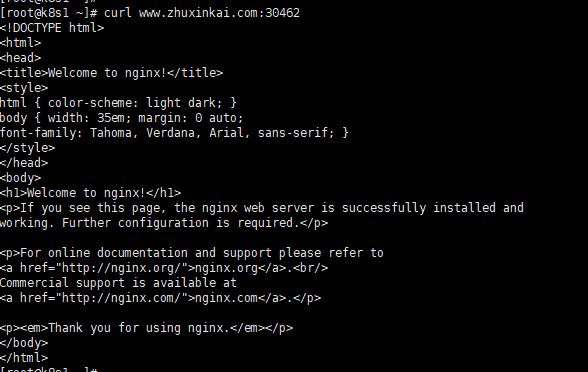 [root@k8s1 ~]# curl www.zhuxinkai.com:30462
<!DOCTYPE html>
<html>
<head>
<title>Welcome to nginx!</title>
<style>
html { color-scheme: light dark; }
body { width: 35em; margin: 0 auto;
font-family: Tahoma, Verdana, Arial, sans-serif; }
</style>
</head>
<body>
<h1>Welcome to nginx!</h1>
<p>If you see this page, the nginx web server is successfully installed and
working. Further configuration is required.</p>
<p>For online documentation and support please refer to
<a href="http://nginx.org/">nginx.org</a>.<br/>
Commercial support is available at
<a href="http://nginx.com/">nginx.com</a>.</p>
<p><em>Thank you for using nginx.</em></p>
</body>
</html>
[root@k8s1 ~]#